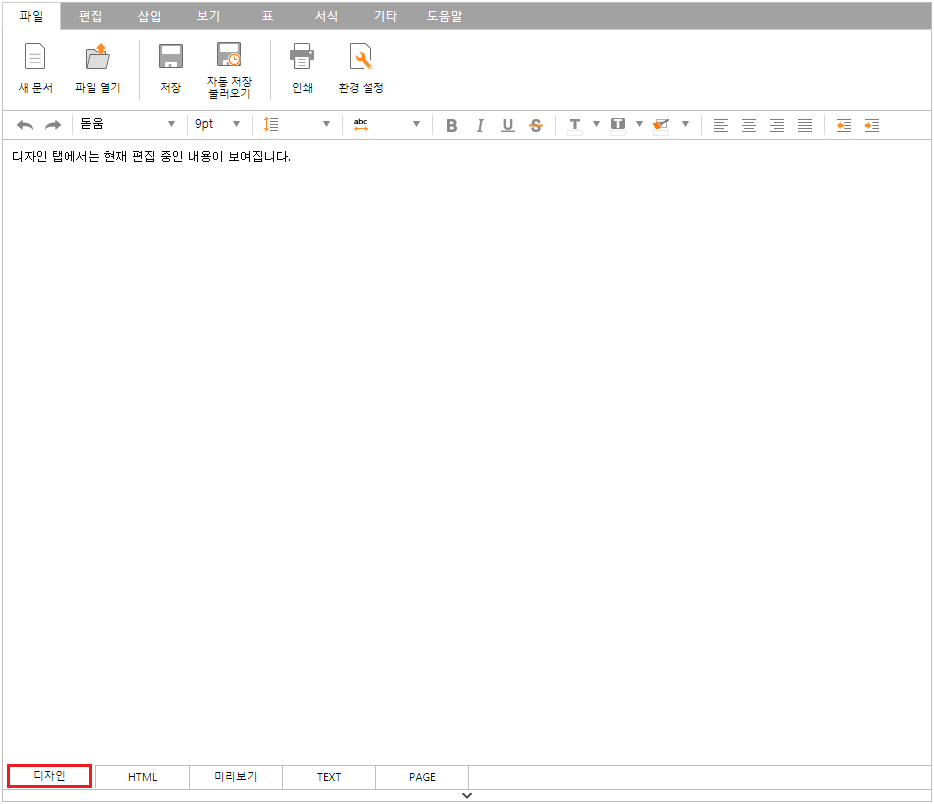 파일 편집 삽입 보기 표 서식 기타 도움말
새 문서 파일 열기 저장 자동 저장 불러오기 인쇄 환경 설정
돋움 9pt abc B I U S T T
디자인 탭에서는 현재 편집 중인 내용이 보여집니다.
디자인 HTML 미리보기 TEXT PAGE